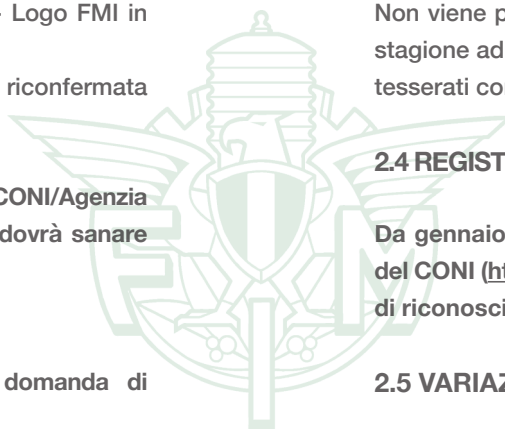 Logo FMI in
riconfermata
CONI/Agenzia
dovrà sanare
domanda di
Non viene p
stagione ad
tesserati co
2.4 REGIST
Da gennaio
del CONI (ht
di riconosci
2.5 VARIAZ
F M